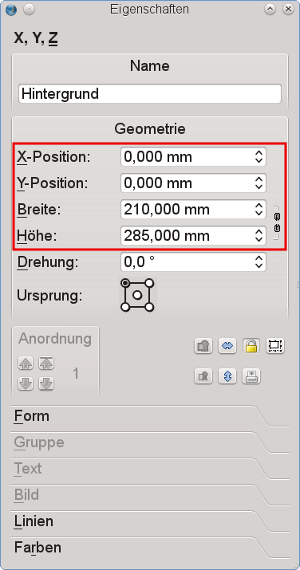 Eigenschaften
X, Y, Z
Name
Hintergrund
Geometrie
X-Position: 0,000 mm
Y-Position: 0,000 mm
Breite: 210,000 mm
Höhe: 285,000 mm
Drehung: 0,0 °
Ursprung:
Anordnung
1
Form
Gruppe
Text
Bild
Linien
Farben